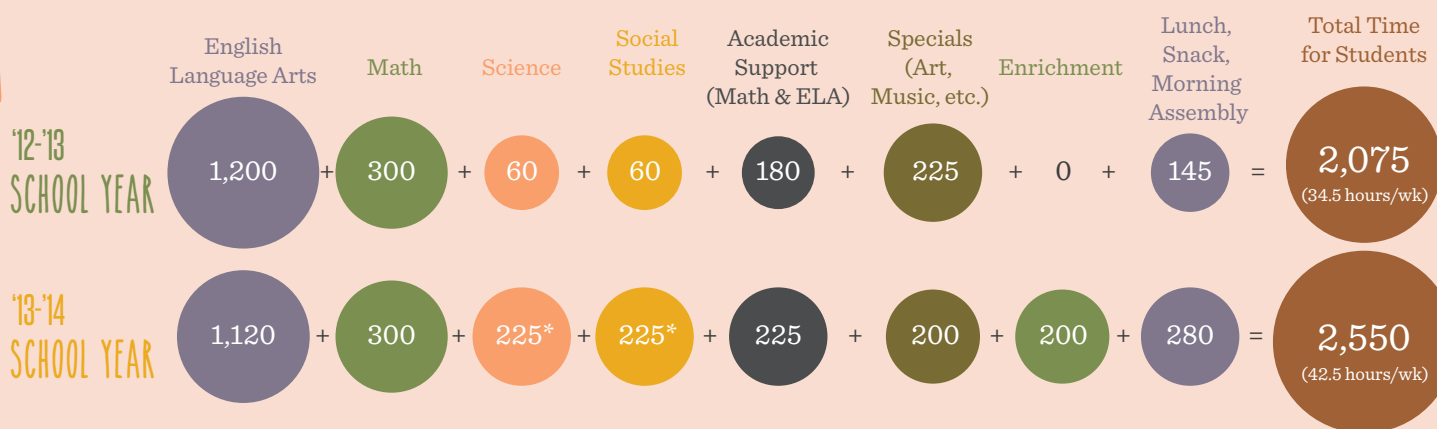 English
Language Arts
Math
Science
Social
Studies
Academic
Support
(Math & ELA)
Specials
(Art,
Music, etc.)
Enrichment
Lunch,
Snack,
Morning
Assembly
Total Time
for Students
‘12-’13
SCHOOL YEAR
1,200 + 300 + 60 + 60 + 180 + 225 + 0 + 145 = 2,075
(34.5 hours/wk)
‘13-’14
SCHOOL YEAR
1,120 + 300 + 225* + 225* + 225 + 200 + 200 + 280 = 2,550
(42.5 hours/wk)